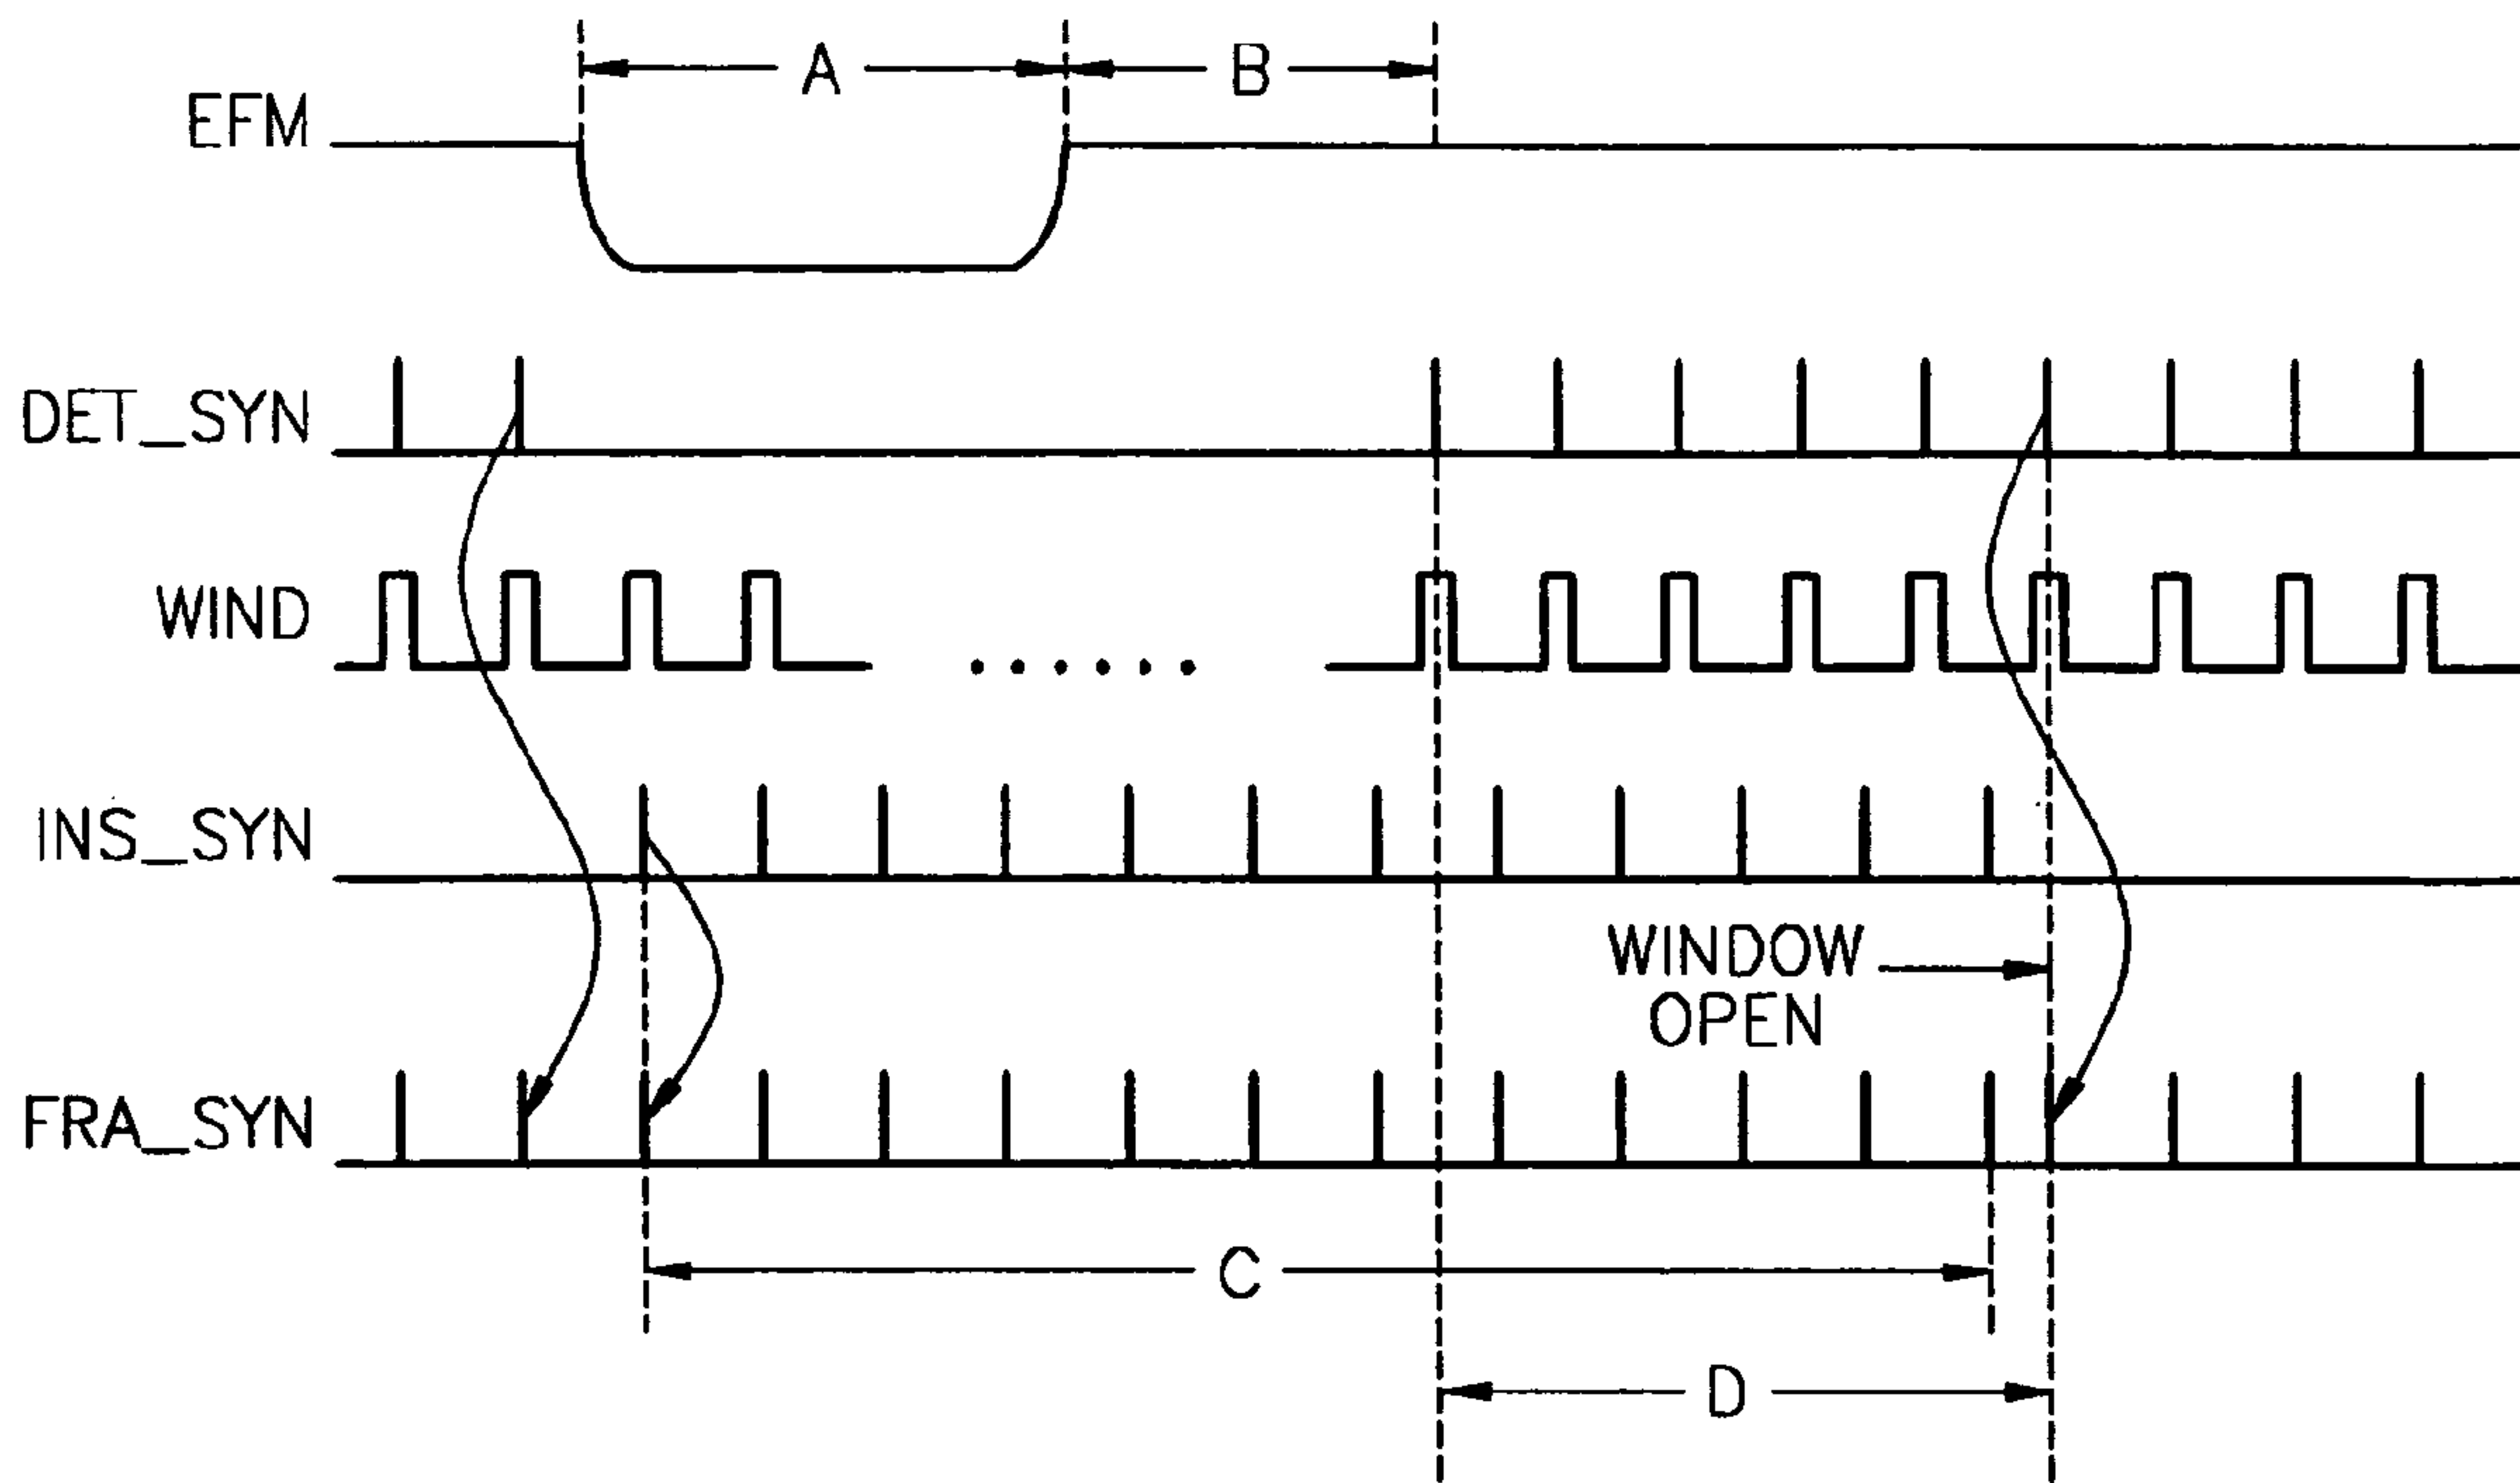 A
B
EFM
DET_SYN
WIND
INS_SYN
WINDOW
OPEN
FRA_SYN
C
D